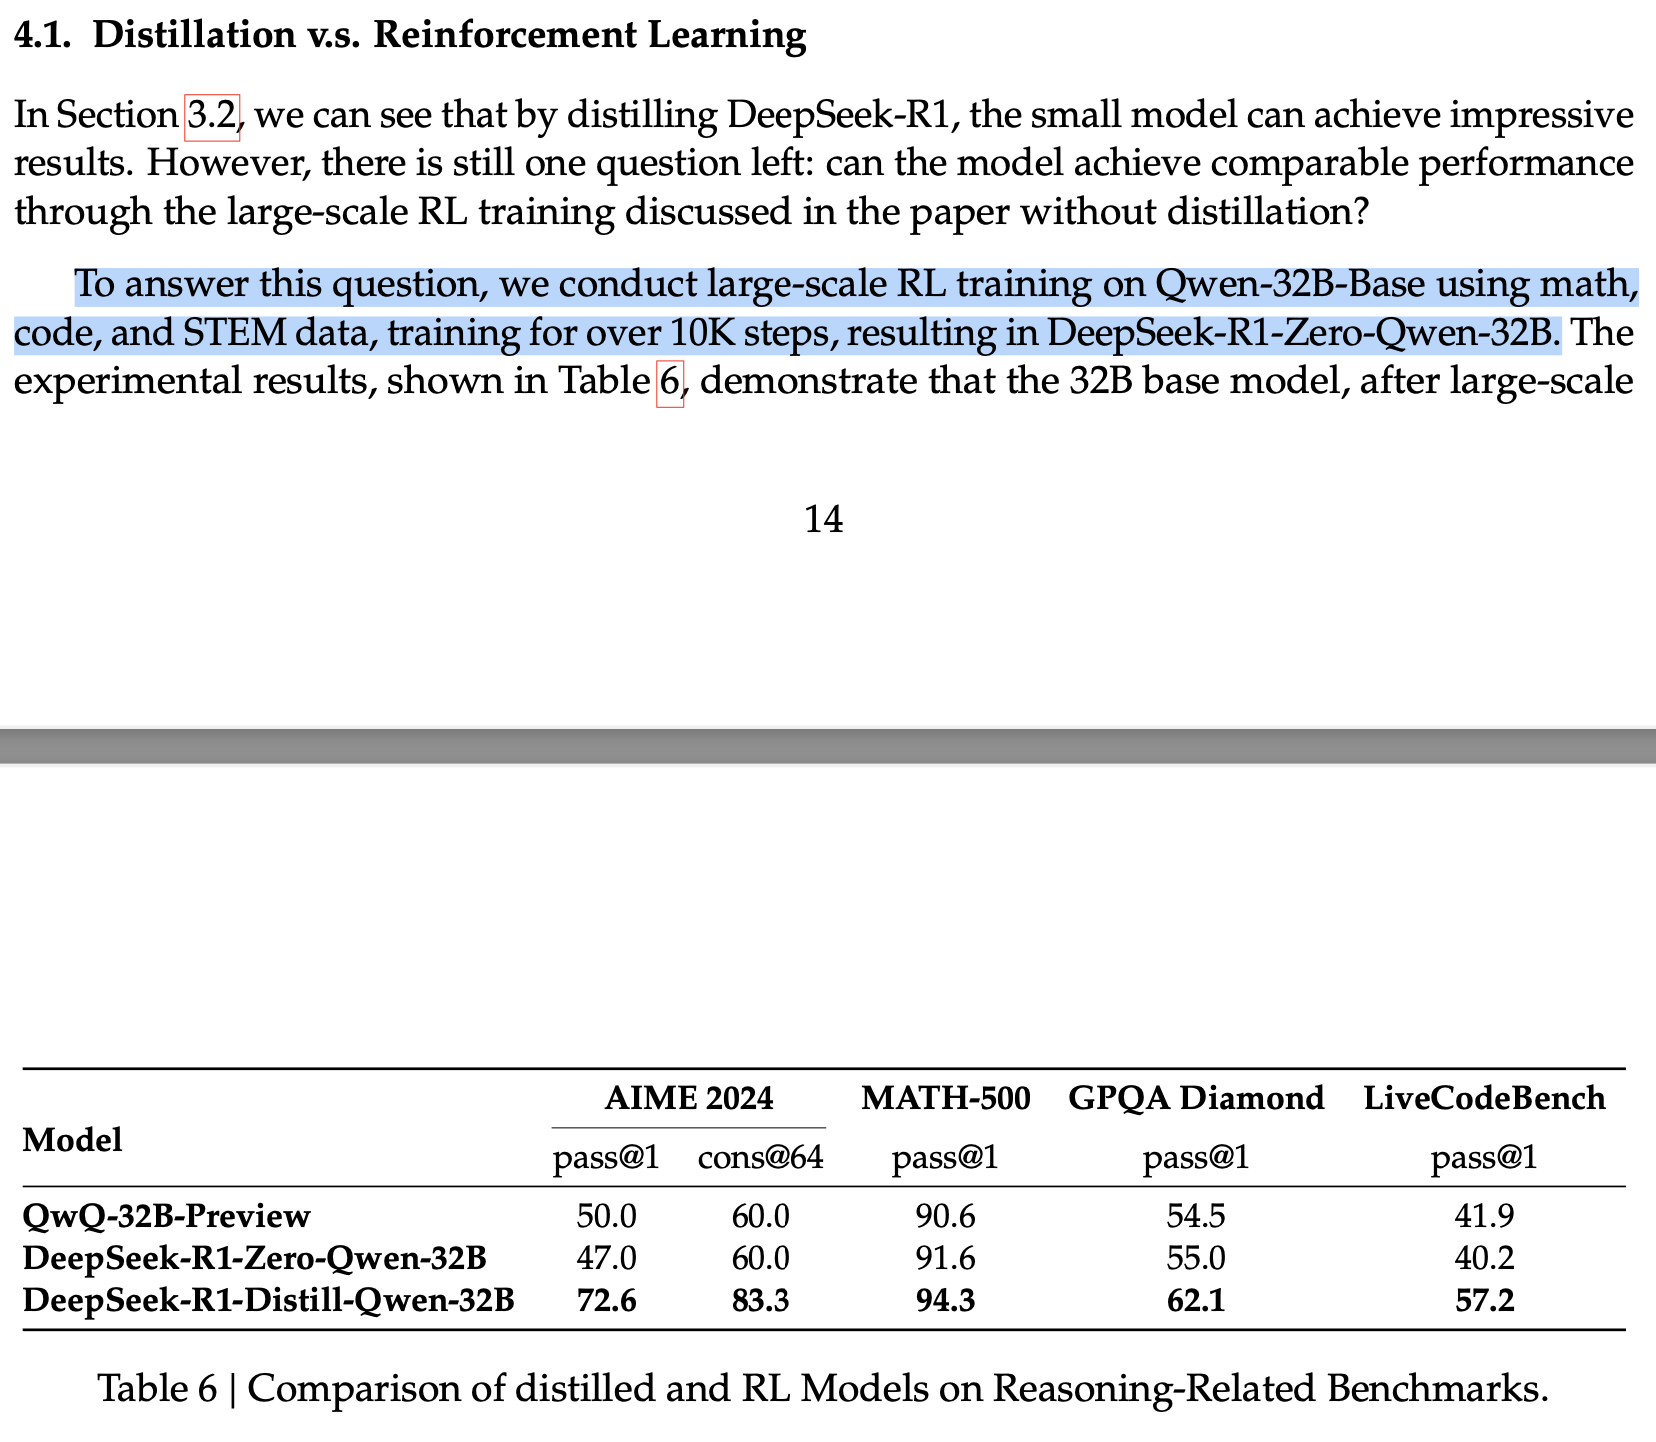 4.1. Distillation v.s. Reinforcement Learning
In Section 3.2, we can see that by distilling DeepSeek-R1, the small model can achieve impressive
results. However, there is still one question left: can the model achieve comparable performance
through the large-scale RL training discussed in the paper without distillation?
To answer this question, we conduct large-scale RL training on Qwen-32B-Base using math,
code, and STEM data, training for over 10K steps, resulting in DeepSeek-R1-Zero-Qwen-32B. The
experimental results, shown in Table 6, demonstrate that the 32B base model, after large-scale
14
AIME 2024 MATH-500 GPQA Diamond LiveCodeBench
Model
pass@1 cons@64 pass@1 pass@1 pass@1
QwQ-32B-Preview 50.0 60.0 90.6 54.5 41.9
DeepSeek-R1-Zero-Qwen-32B 47.0 60.0 91.6 55.0 40.2
DeepSeek-R1-Distill-Qwen-32B 72.6 83.3 94.3 62.1 57.2
Table 6 | Comparison of distilled and RL Models on Reasoning-Related Benchmarks.